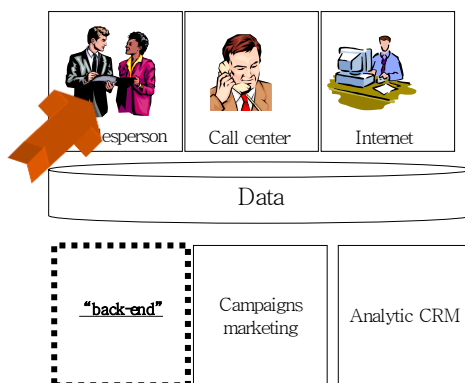 esperson
Call center
Internet
Data
“back-end”
Campaigns
marketing
Analytic CRM